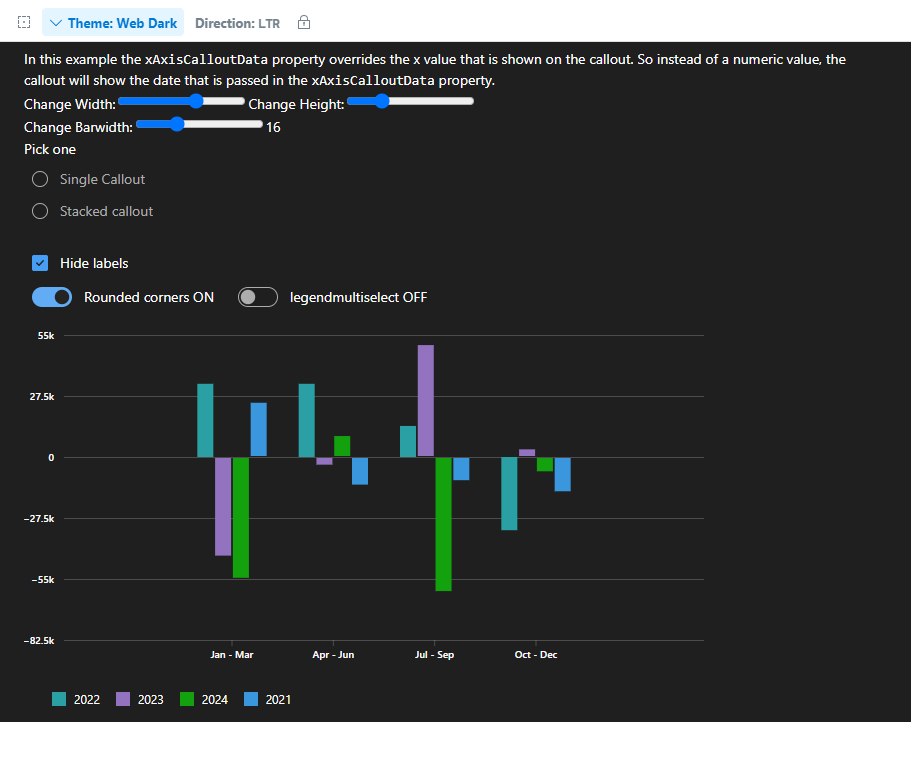 Theme: Web Dark Direction: LTR
In this example the xAxisCalloutData property overrides the x value that is shown on the callout. So instead of a numeric value, the
callout will show the date that is passed in the xAxisCalloutData property.
Change Width: Change Height:
Change Barwidth: 16
Pick one
Single Callout
Stacked callout
Hide labels
Rounded corners ON legendmultiselect OFF
55k
27.5k
0
−27.5k
−55k
−82.5k
Jan - Mar Apr - Jun Jul - Sep Oct - Dec
2022 2023 2024 2021